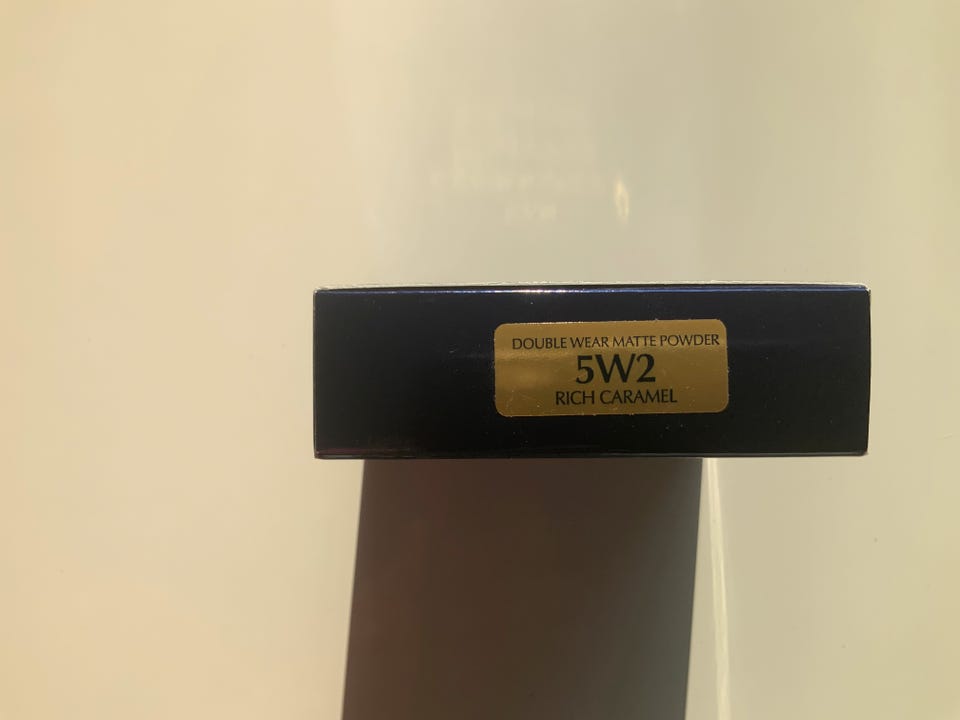 DOUBLE WEAR MATTE POWDER
5W2
RICH CARAMEL